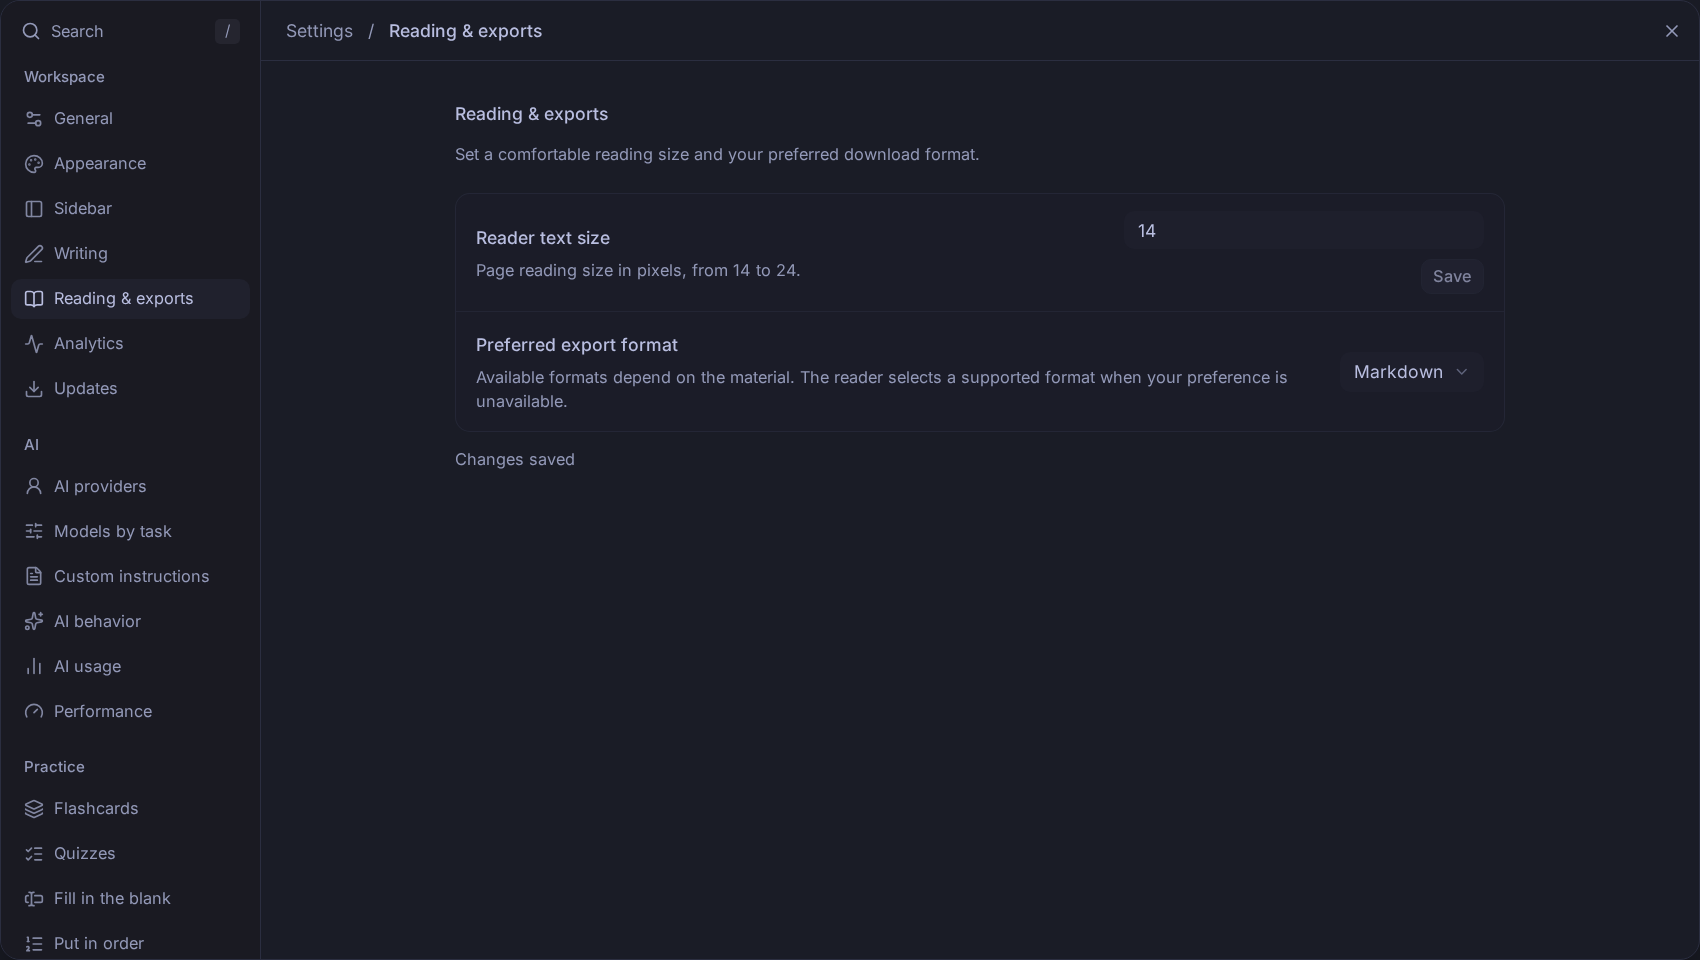 Search /
Workspace
General
Appearance
Sidebar
Writing
Reading & exports
Analytics
Updates
AI
AI providers
Models by task
Custom instructions
AI behavior
AI usage
Performance
Practice
Flashcards
Quizzes
Fill in the blank
Put in order
Settings / Reading & exports
Reading & exports
Set a comfortable reading size and your preferred download format.
Reader text size
Page reading size in pixels, from 14 to 24.
14
Save
Preferred export format
Available formats depend on the material. The reader selects a supported format when your preference is
unavailable.
Markdown
Changes saved